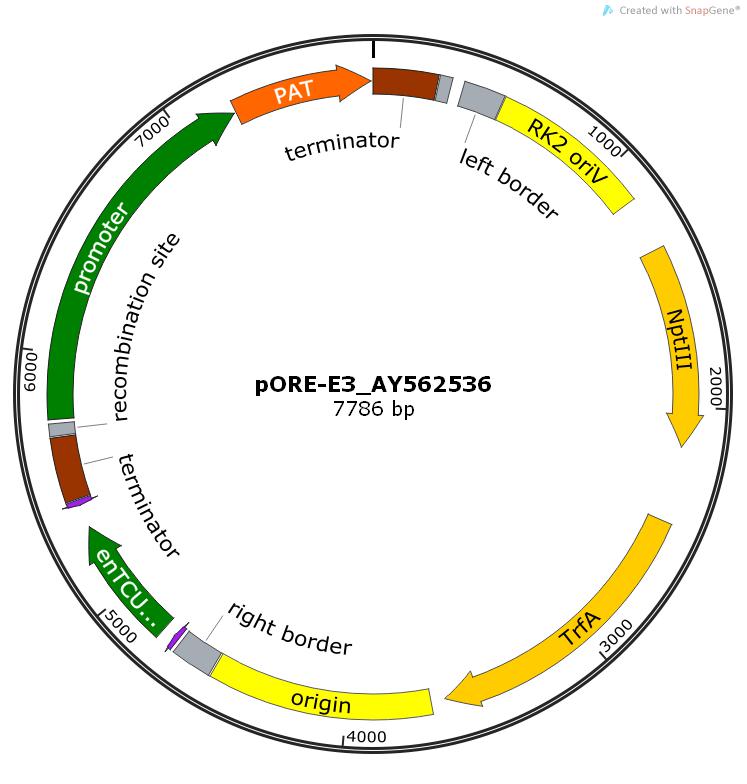 Created with SnapGene®
PAT
terminator
left border
RK2 oriV
1000
NptIII
2000
TrfA
3000
4000
origin
right border
enTCU...
5000
terminator
recombination site
6000
promoter
7000
pORE-E3_AY562536
7786 bp